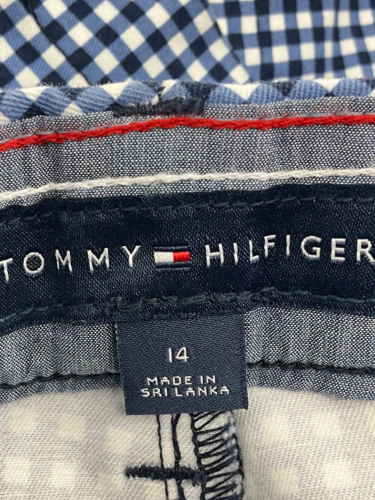 TOMMY HILFIGER
14
MADE IN
SRI LANKA